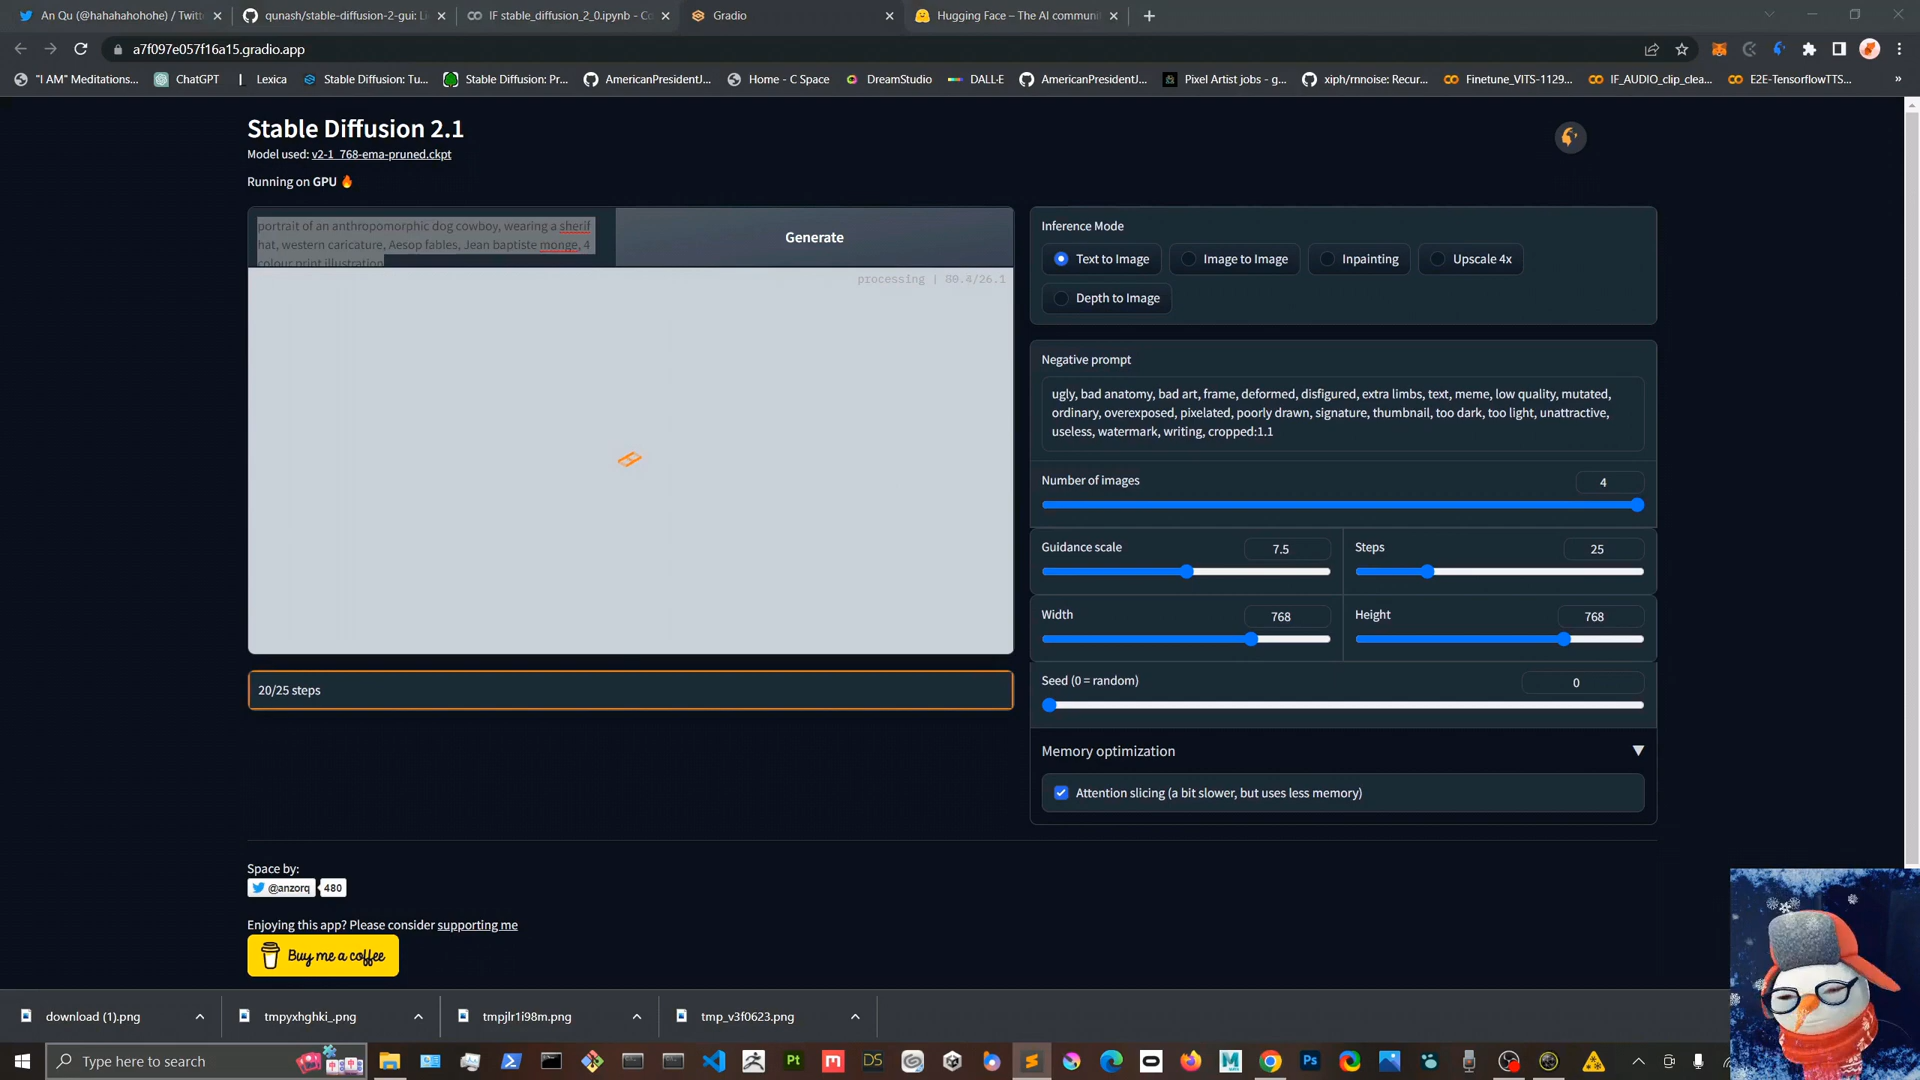 An Qu (@hahahahohohe) / Twitt
qunash/stable-diffusion-2-gui: Li
IF stable_diffusion_2_0.ipynb - Co
Gradio
Hugging Face – The AI communi
a7f097e057f16a15.gradio.app
"I AM" Meditations...
ChatGPT
Lexica
Stable Diffusion: Tu...
Stable Diffusion: Pr...
AmericanPresidentJ...
Home - C Space
DreamStudio
DALL·E
AmericanPresidentJ...
Pixel Artist jobs - g...
xiph/rnnoise: Recur...
Finetune_VITS-1129...
IF_AUDIO_clip_clea...
E2E-TensorflowTTS...
»
Stable Diffusion 2.1
Model used: v2-1_768-ema-pruned.ckpt
Running on GPU 🔥
portrait of an anthropomorphic dog cowboy, wearing a sherif
hat, western caricature, Aesop fables, Jean baptiste monge, 4
colour print illustration
Generate
processing | 80.4/26.1
20/25 steps
Inference Mode
Text to Image
Image to Image
Inpainting
Upscale 4x
Depth to Image
Negative prompt
ugly, bad anatomy, bad art, frame, deformed, disfigured, extra limbs, text, meme, low quality, mutated,
ordinary, overexposed, pixelated, poorly drawn, signature, thumbnail, too dark, too light, unattractive,
useless, watermark, writing, cropped:1.1
Number of images
4
Guidance scale
7.5
Steps
25
Width
768
Height
768
Seed (0 = random)
0
Memory optimization
Attention slicing (a bit slower, but uses less memory)
Space by:
@anzorq
480
Enjoying this app? Please consider supporting me
Buy me a coffee
download (1).png
tmpyxhghki_.png
tmpjlr1i98m.png
tmp_v3f0623.png
Type here to search
Pt
DS
Ps